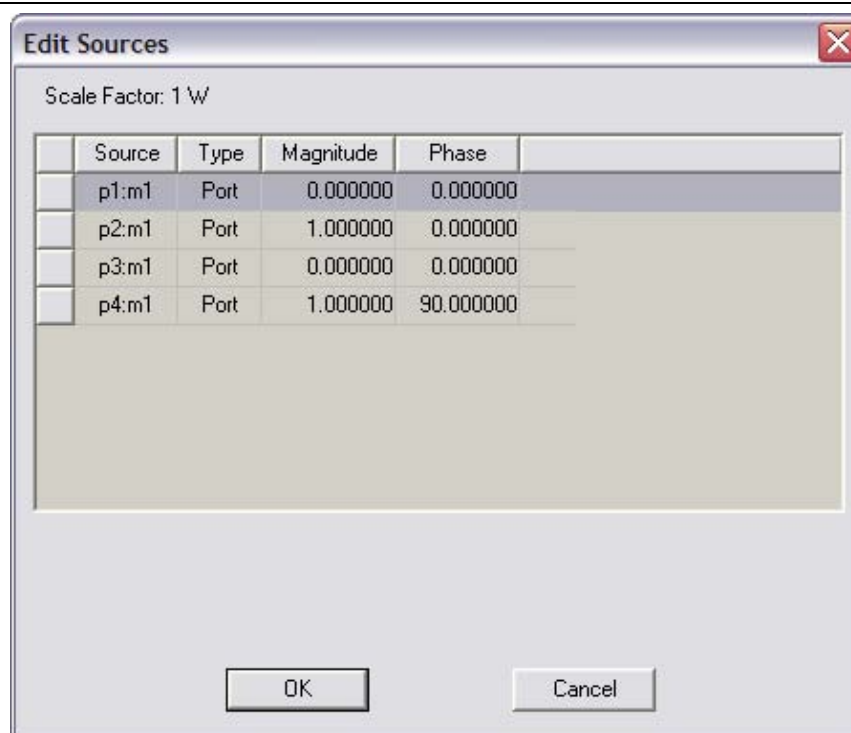 Edit Sources
Scale Factor: 1 W
Source Type Magnitude Phase
p1:m1 Port 0.000000 0.000000
p2:m1 Port 1.000000 0.000000
p3:m1 Port 0.000000 0.000000
p4:m1 Port 1.000000 90.000000
OK Cancel